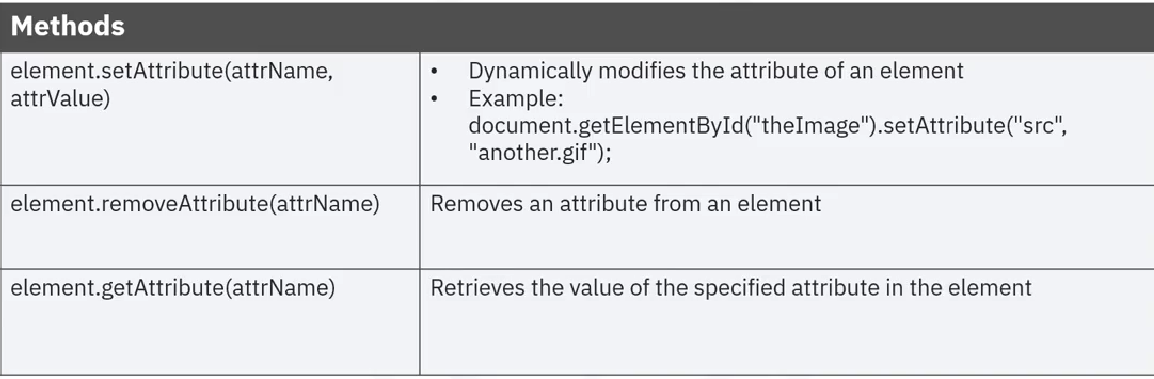 Methods
element.setAttribute(attrName,
attrValue)
• Dynamically modifies the attribute of an element
• Example:
document.getElementById("theImage").setAttribute("src",
"another.gif");
element.removeAttribute(attrName)
Removes an attribute from an element
element.getAttribute(attrName)
Retrieves the value of the specified attribute in the element